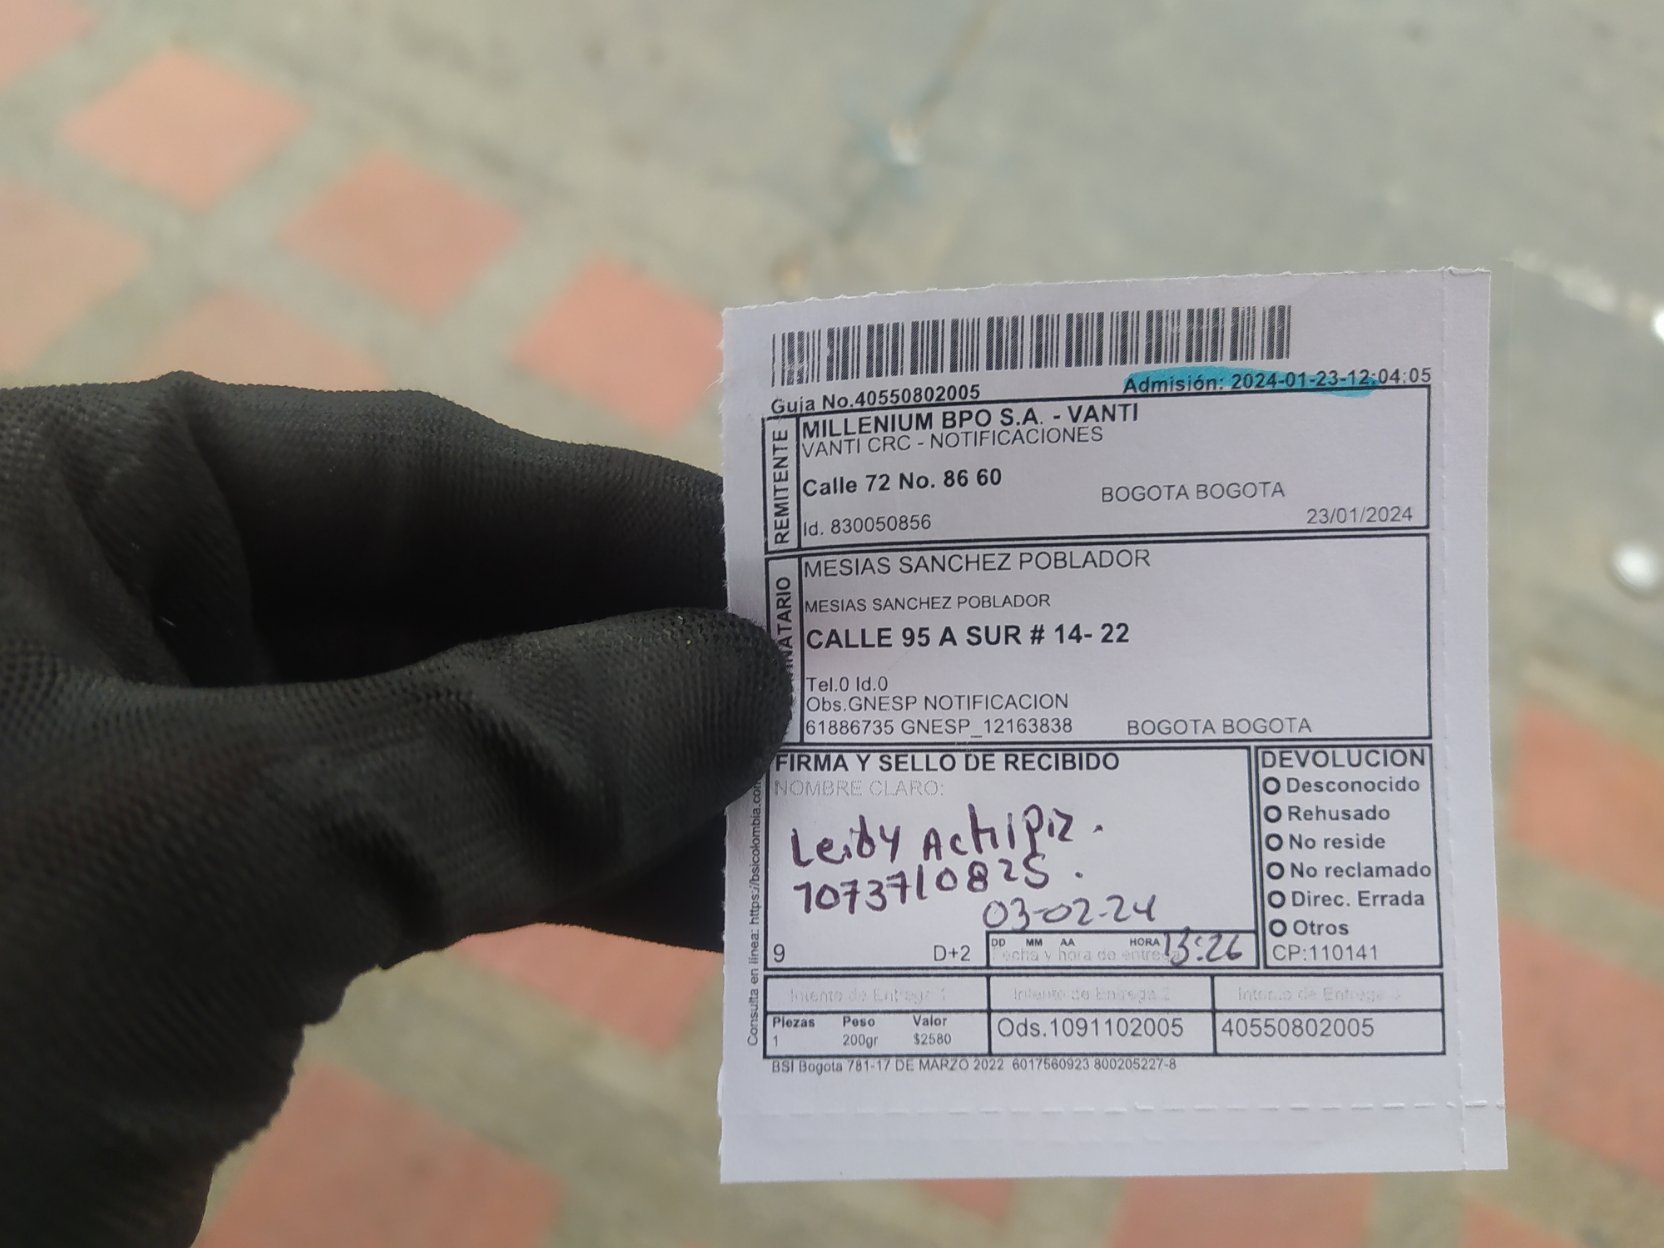 Guia No.40550802005
Admisión: 2024-01-23-12:04:05
REMITENTE
MILLENIUM BPO S.A. - VANTI
VANTI CRC - NOTIFICACIONES
Calle 72 No. 86 60
BOGOTA BOGOTA
Id. 830050856
23/01/2024
MESIAS SANCHEZ POBLADOR
MESIAS SANCHEZ POBLADOR
CALLE 95 A SUR # 14- 22
Tel.0 Id.0
Obs.GNESP NOTIFICACION
61886735 GNESP_12163838
BOGOTA BOGOTA
FIRMA Y SELLO DE RECIBIDO
NOMBRE CLARO:
Leidy Achipiz.
1073710825.
03-02-24
9
D+2
DD MM AA HORA
13:26
Fecha y hora de
DEVOLUCION
Desconocido
Rehusado
No reside
No reclamado
Direc. Errada
Otros
CP:110141
Intento de Entrega 1
Intento de Entrega 2
Intento de Entrega
Piezas Peso Valor
1 200gr $2580
Ods.1091102005
40550802005
BSI Bogota 781-17 DE MARZO 2022 6017560923 800205227-8
Consulta en línea: https://bsicolombia.com